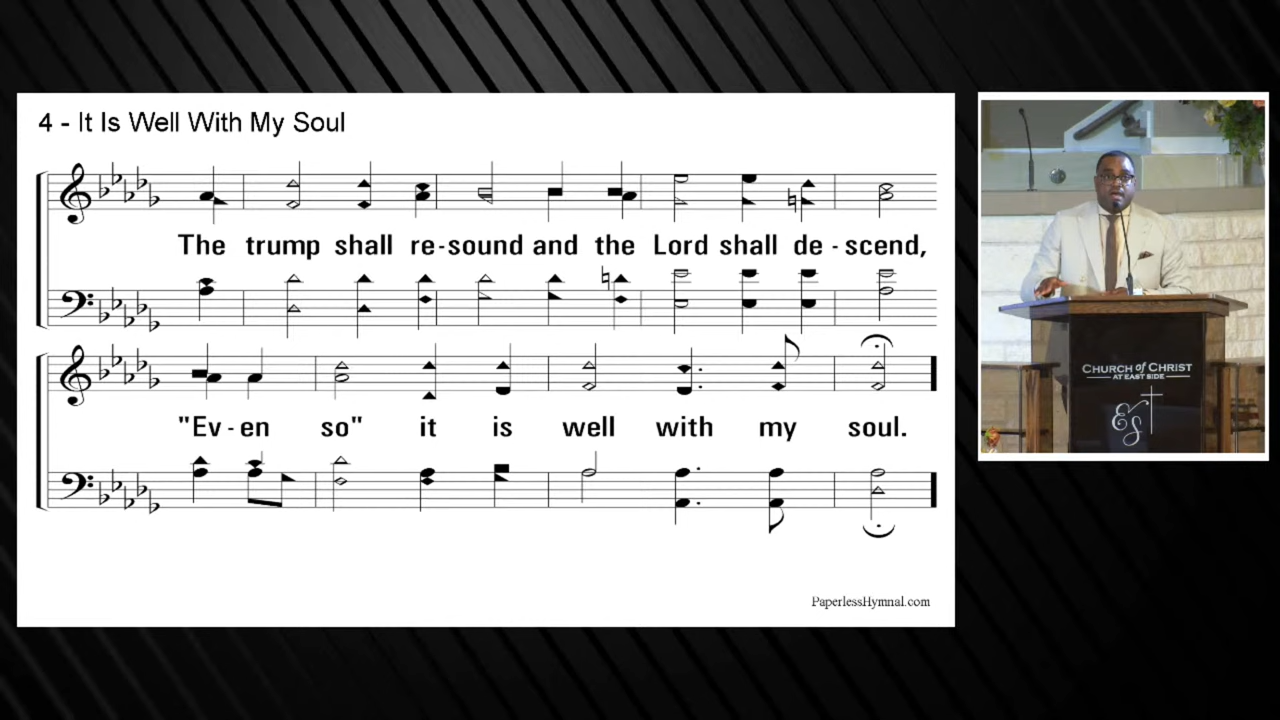 4 - It Is Well With My Soul
The trump shall re-sound and the Lord shall de - scend,
"Ev - en so" it is well with my soul.
PaperlessHymnal.com
CHURCH of CHRIST
AT EAST SIDE